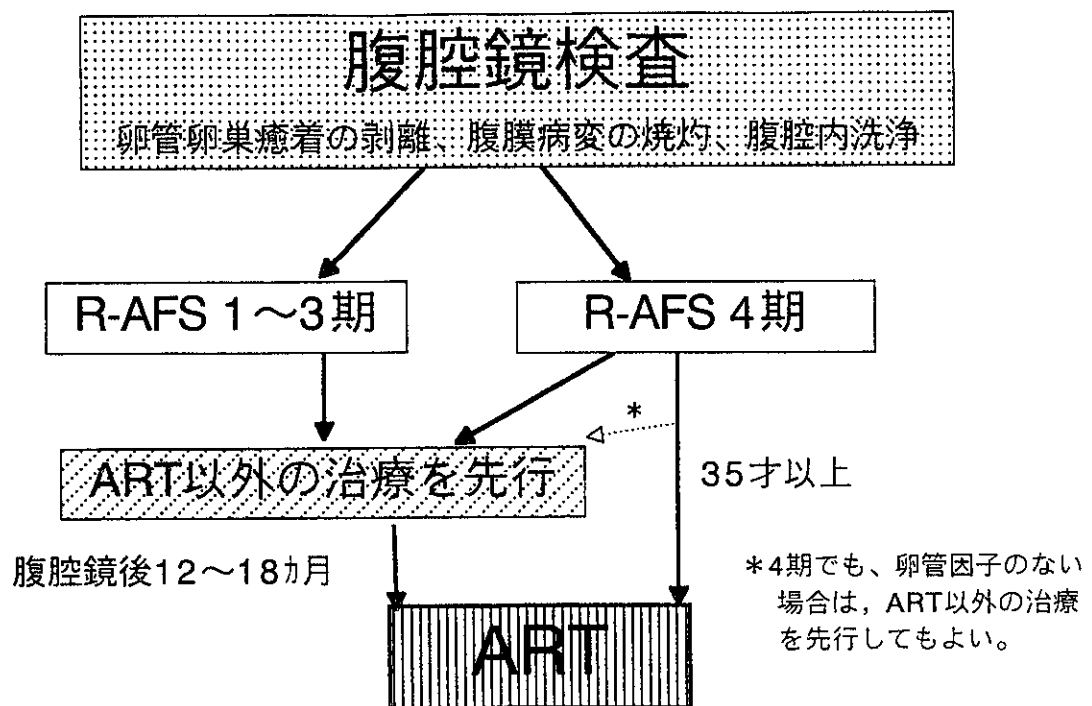 腹腔鏡検査
卵管卵巣癒着の剥離、腹膜病変の焼灼、腹腔内洗浄
R-AFS 1〜3期
R-AFS 4期
*
ART以外の治療を先行
35才以上
腹腔鏡後12〜18ヵ月
*4期でも、卵管因子のない
場合は，ART以外の治療
を先行してもよい。
ART